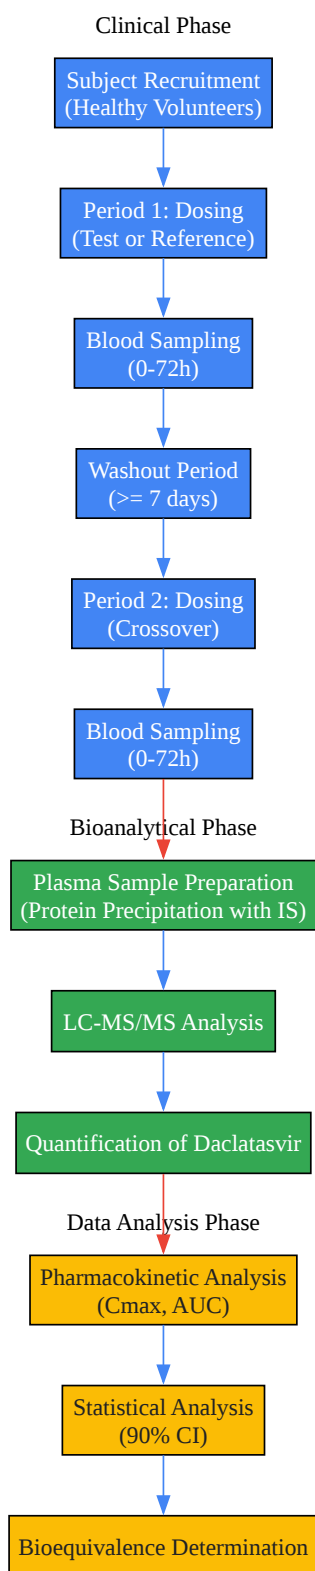 Clinical Phase
Subject Recruitment
(Healthy Volunteers)
Period 1: Dosing
(Test or Reference)
Blood Sampling
(0-72h)
Washout Period
(>= 7 days)
Period 2: Dosing
(Crossover)
Blood Sampling
(0-72h)
Bioanalytical Phase
Plasma Sample Preparation
(Protein Precipitation with IS)
LC-MS/MS Analysis
Quantification of Daclatasvir
Data Analysis Phase
Pharmacokinetic Analysis
(Cmax, AUC)
Statistical Analysis
(90% CI)
Bioequivalence Determination